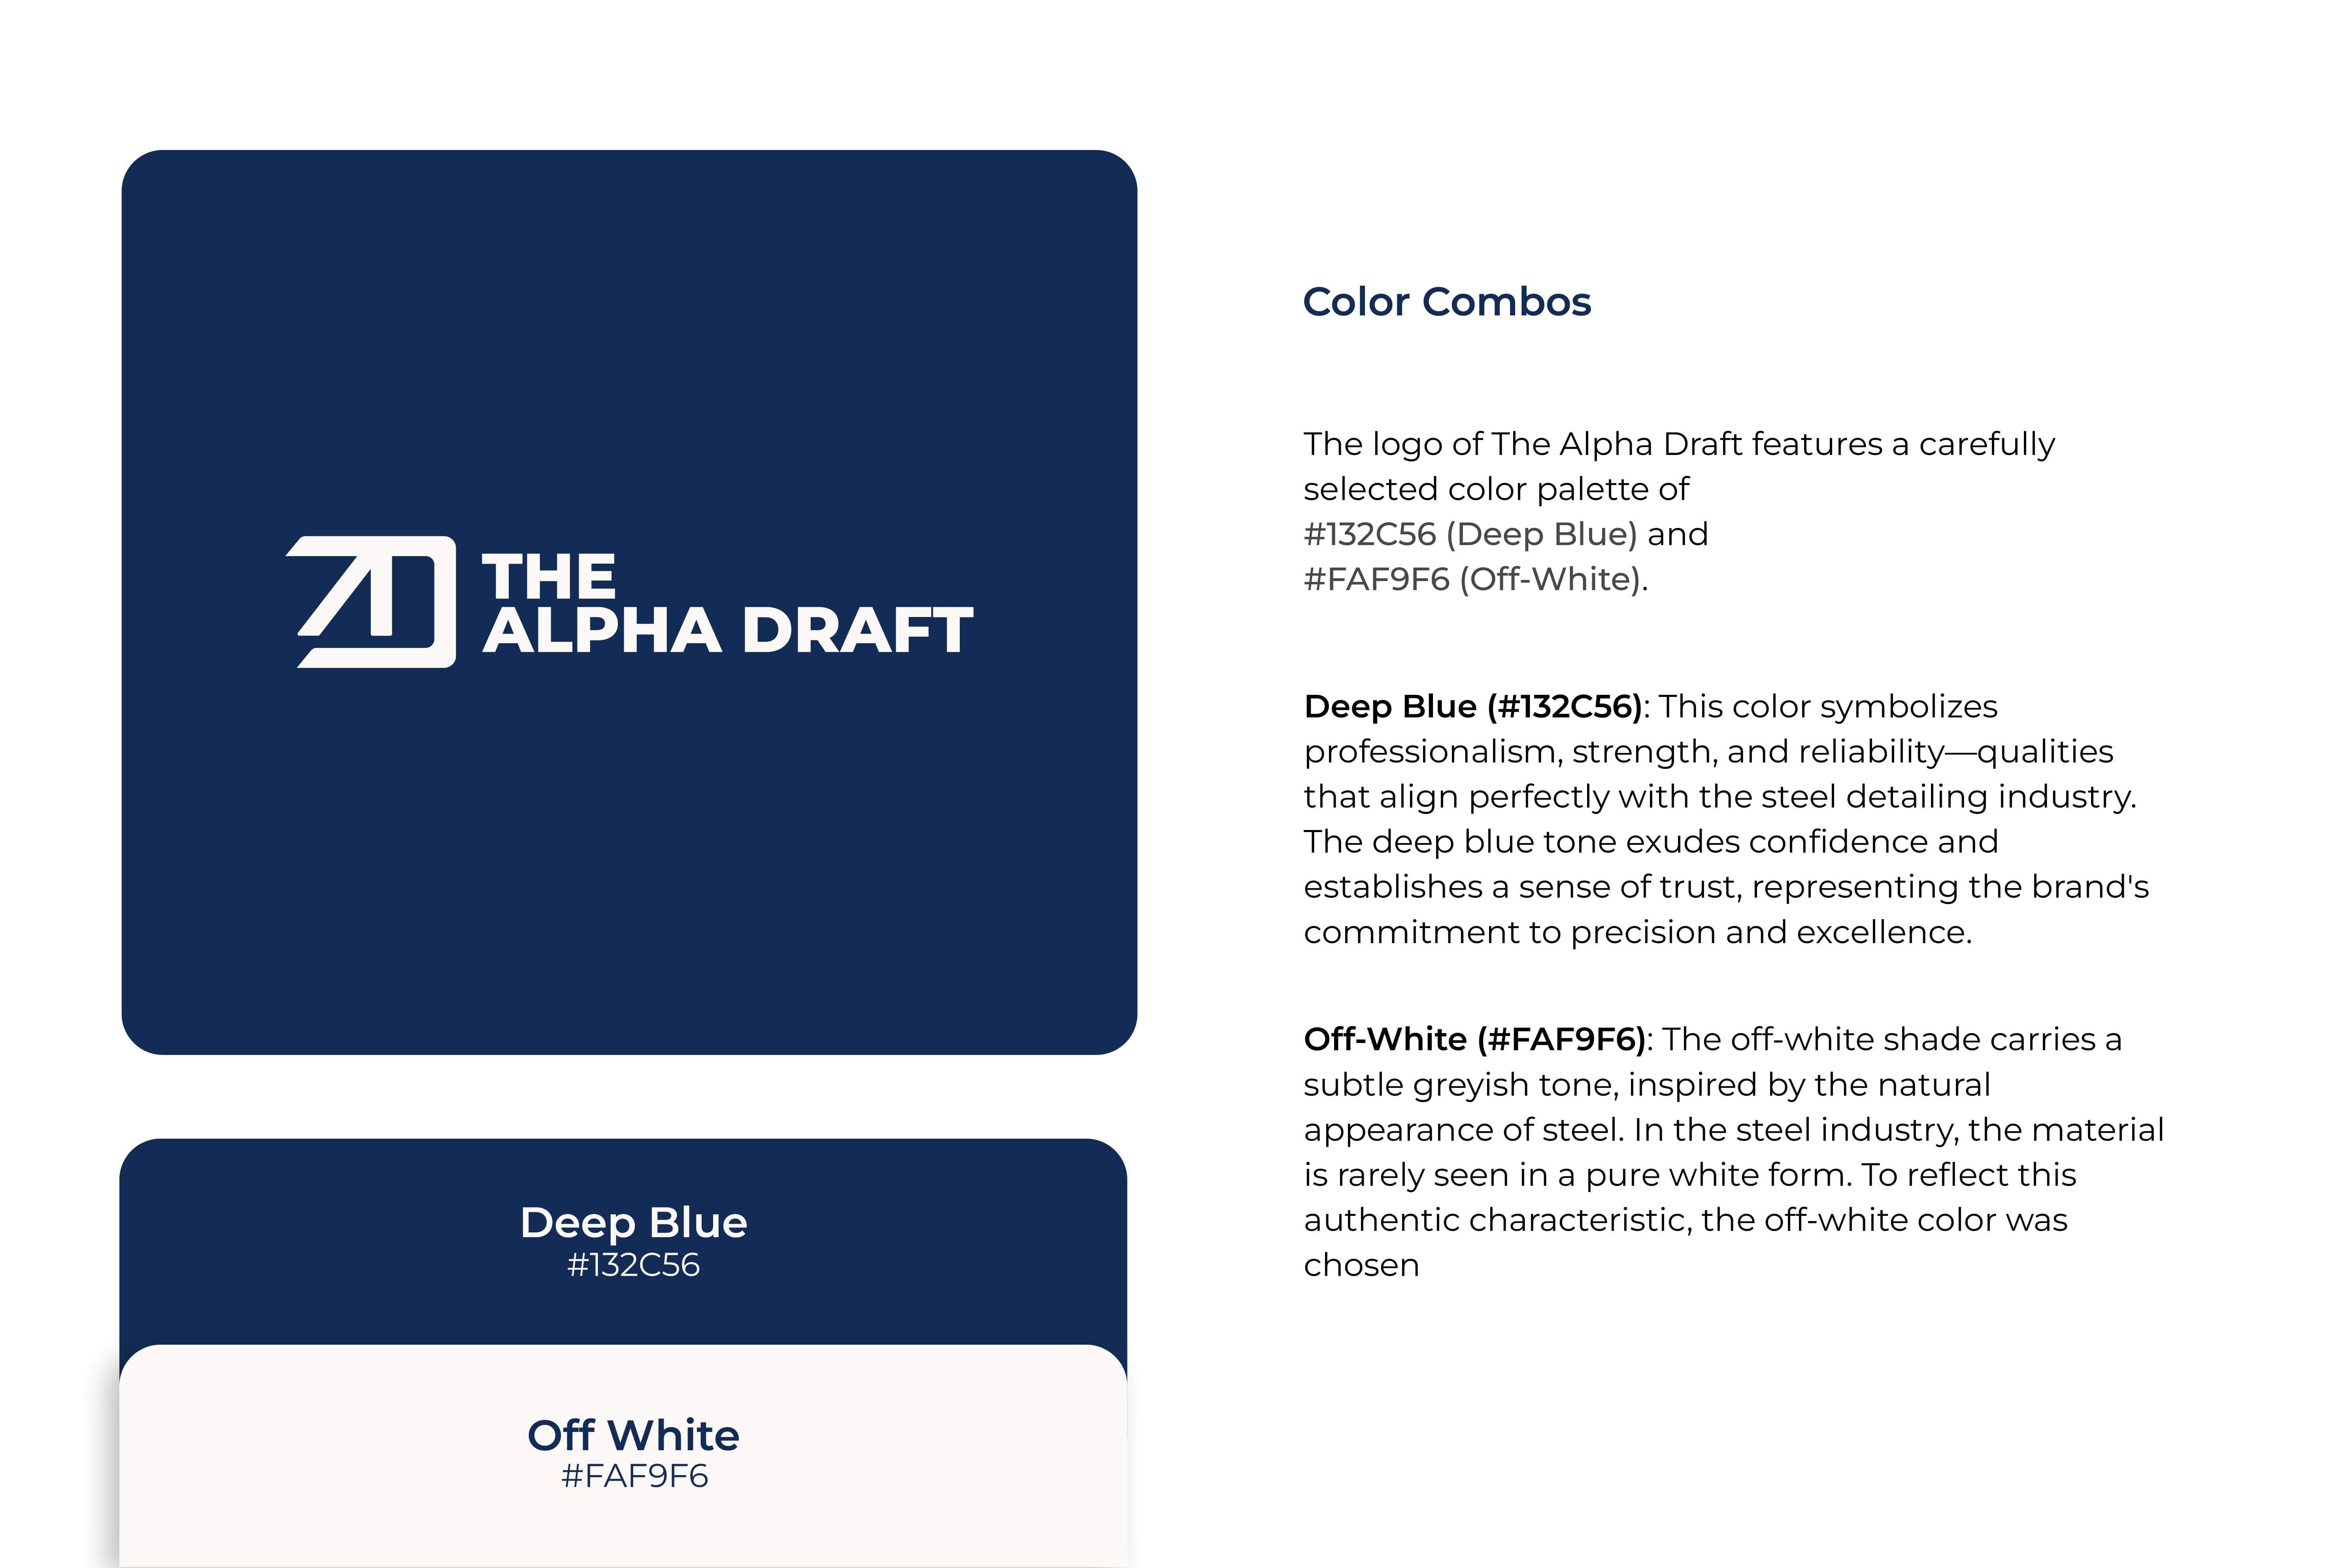 THE
ALPHA DRAFT
Deep Blue
#132C56
Off White
#FAF9F6
Color Combos
The logo of The Alpha Draft features a carefully
selected color palette of
#132C56 (Deep Blue) and
#FAF9F6 (Off-White).
Deep Blue (#132C56): This color symbolizes
professionalism, strength, and reliability—qualities
that align perfectly with the steel detailing industry.
The deep blue tone exudes confidence and
establishes a sense of trust, representing the brand's
commitment to precision and excellence.
Off-White (#FAF9F6): The off-white shade carries a
subtle greyish tone, inspired by the natural
appearance of steel. In the steel industry, the material
is rarely seen in a pure white form. To reflect this
authentic characteristic, the off-white color was
chosen